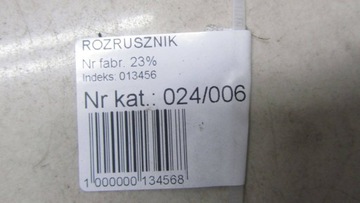 ROZRUSZNIK
Nr fabr. 23%
Indeks: 013456
Nr kat.: 024/006
1 000000 134568